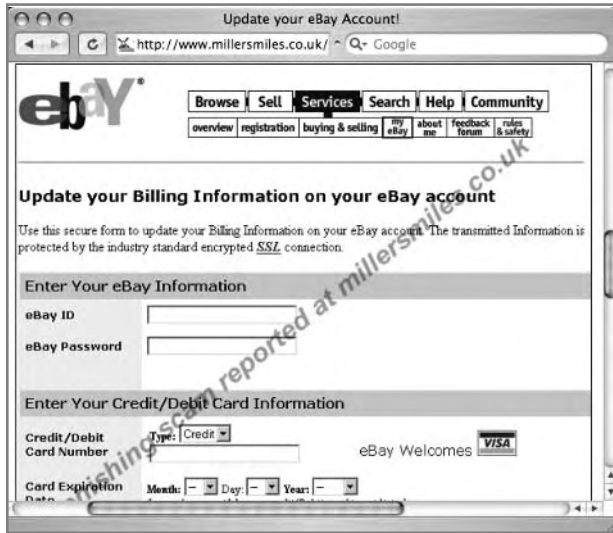 Update your eBay Account!
http://www.millersmiles.co.uk/
Google
ebaY®
Browse Sell Services Search Help Community
overview registration buying & selling my eBay about me feedback forum rules & safety
Update your Billing Information on your eBay account
Use this secure form to update your Billing Information on your eBay account. The transmitted Information is
protected by the industry standard encrypted SSL connection.
Enter Your eBay Information
eBay ID
eBay Password
Enter Your Credit/Debit Card Information
Credit/Debit
Card Number
Type: Credit
eBay Welcomes VISA
Card Expiration
Date
Month: – Day: – Year: –
phishing scam reported at millersmiles.co.uk